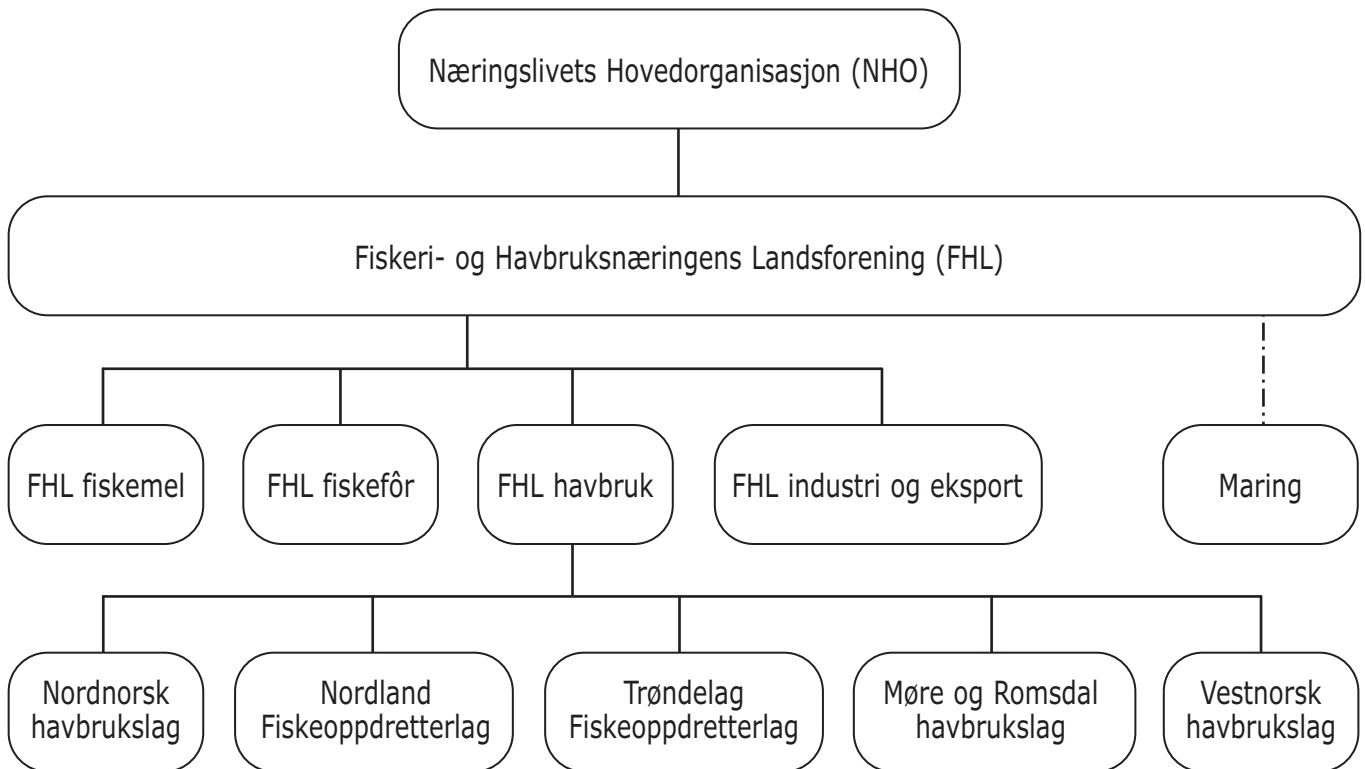 Næringslivets Hovedorganisasjon (NHO)
Fiskeri- og Havbruksnæringens Landsforening (FHL)
FHL fiskemel
FHL fiskefôr
FHL havbruk
FHL industri og eksport
Maring
Nordnorsk
havbrukslag
Nordland
Fiskeoppdretterlag
Trøndelag
Fiskeoppdretterlag
Møre og Romsdal
havbrukslag
Vestnorsk
havbrukslag